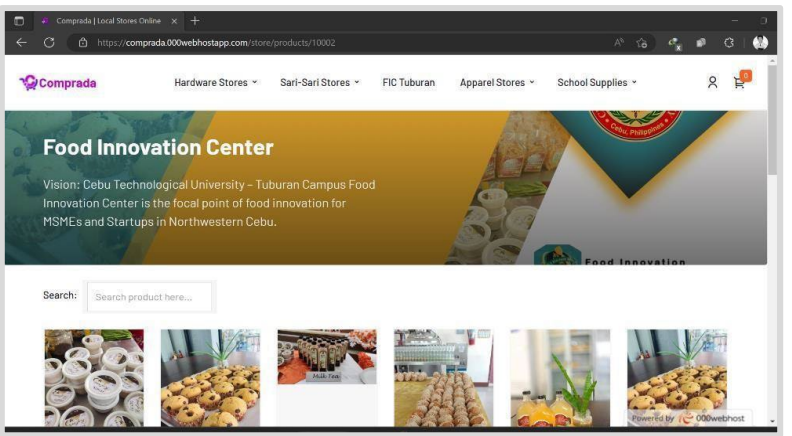 Comprada | Local Stores Online
https://comprada.000webhostapp.com/store/products/10002
Comprada
Hardware Stores
Sari-Sari Stores
FIC Tuburan
Apparel Stores
School Supplies
0
Cebu, Philippines
Food Innovation Center
Vision: Cebu Technological University – Tuburan Campus Food
Innovation Center is the focal point of food innovation for
MSMEs and Startups in Northwestern Cebu.
Food Innovation
Search:
Search product here...
Milk Tea
Powered by 000webhost